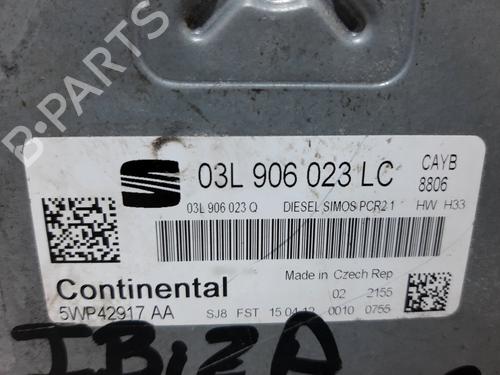 B-PARTS
03L 906 023 LC
CAYB
8806
03L 906 023 Q DIESEL SIMOS PCR2 1 HW H33
Made in Czech Rep
Continental
02 2155
5WP42917 AA SJ8 FST 15 04 12 0010 0755
IBIZA